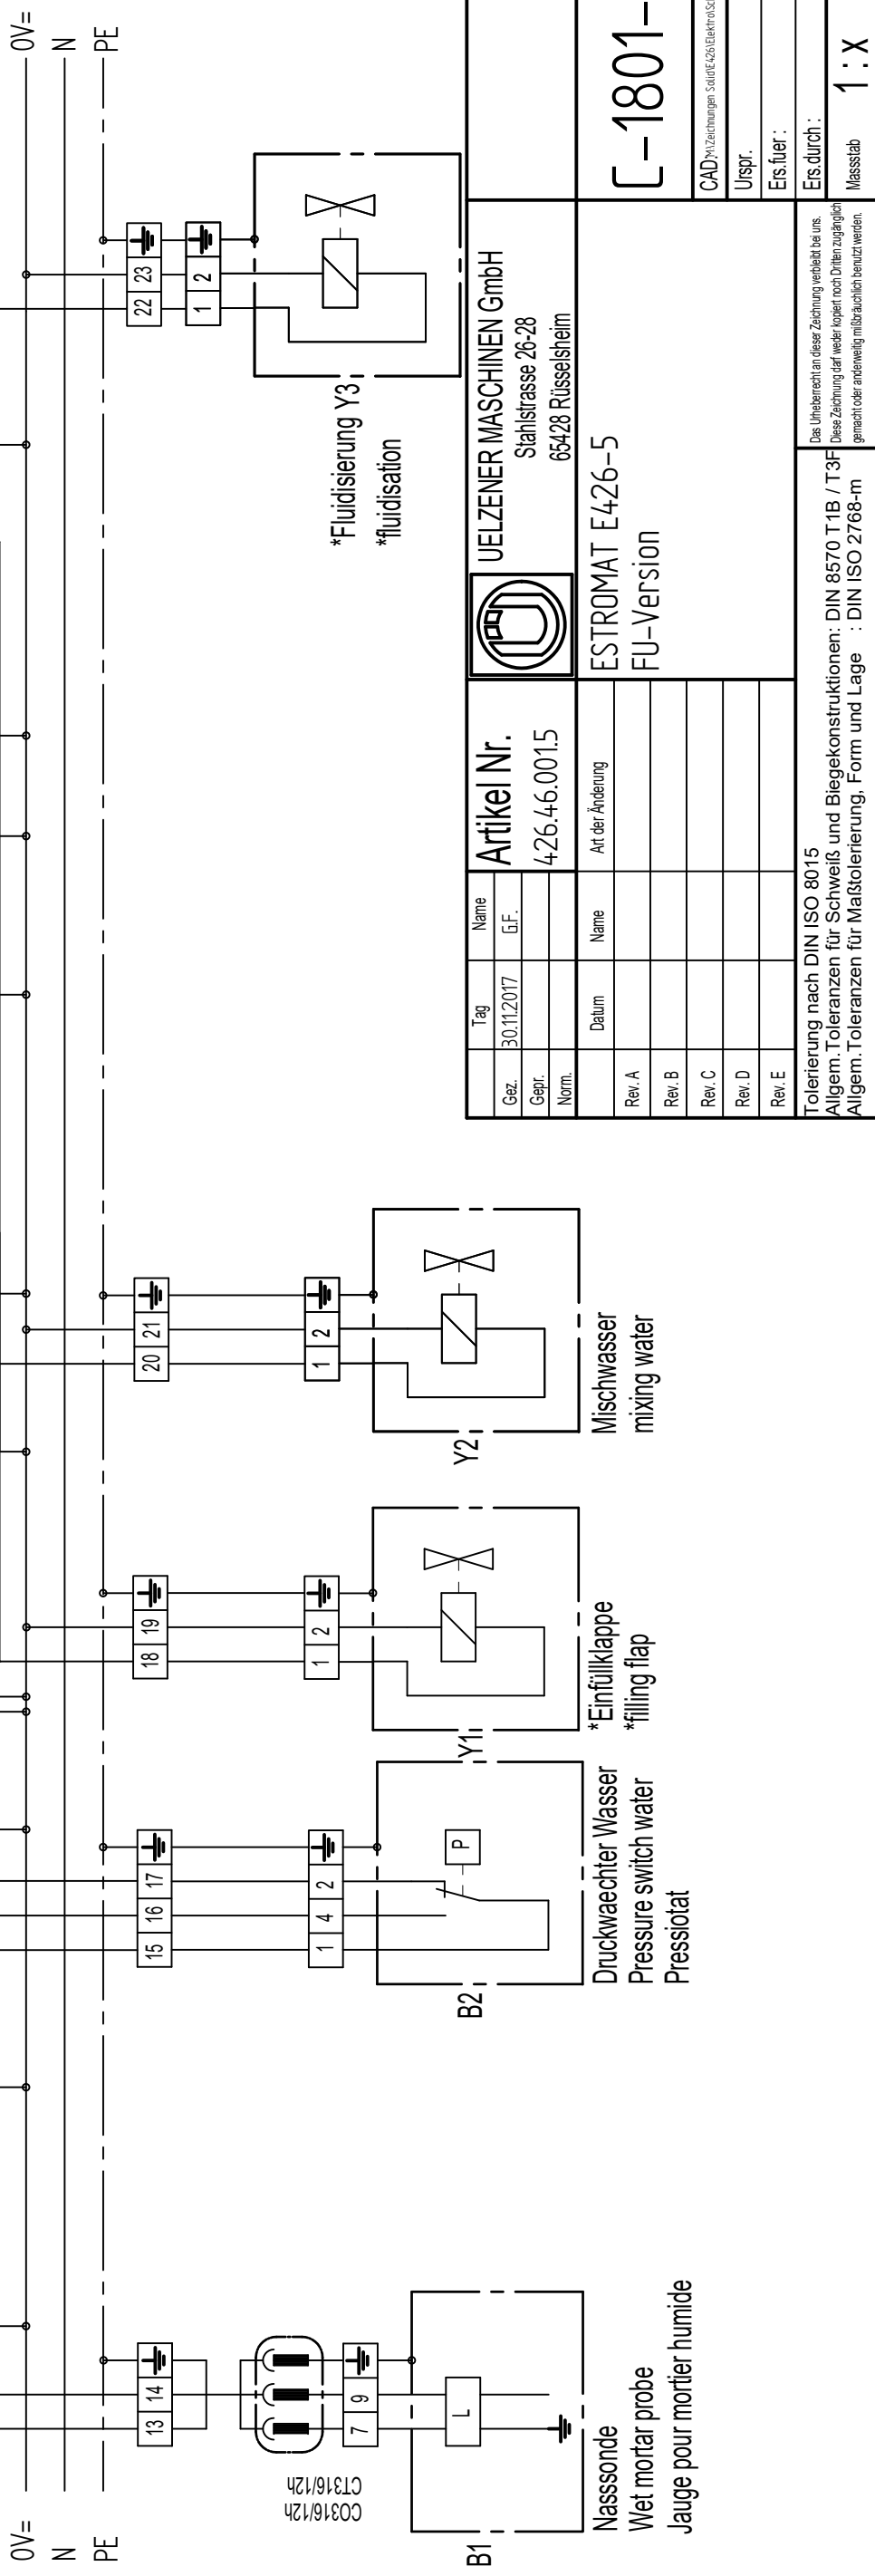 0V=
N
PE
0V=
N
PE
13 14
15 16 17
18 19
20 21
22 23
CO316/12h
CT316/12h
7 9
1 4 2
1 2
1 2
1 2
L
P
B1
Nasssonde
Wet mortar probe
Jauge pour mortier humide
B2
Druckwaechter Wasser
Pressure switch water
Pressiotat
Y1
*Einfüllklappe
*filling flap
Y2
Mischwasser
mixing water
*Fluidisierung Y3
*fluidisation
Tag Name
Gez. 30.11.2017 G.F.
Gepr.
Norm.
Artikel Nr.
426.46.001.5
Ü
UELZENER MASCHINEN GmbH
Stahlstrasse 26-28
65428 Rüsselsheim
Datum Name Art der Änderung
Rev. A
Rev. B
Rev. C
Rev. D
Rev. E
ESTROMAT E426-5
FU-Version
C-1801-
CAD:M:\Zeichnungen Solid\E426\Elektro\Sc
Urspr.
Ers.fuer :
Ers.durch :
Massstab 1 : X
Tolerierung nach DIN ISO 8015
Allgem.Toleranzen für Schweiß und Biegekonstruktionen: DIN 8570 T1B / T3F
Allgem.Toleranzen für Maßtolerierung, Form und Lage : DIN ISO 2768-m
Das Urheberrecht an dieser Zeichnung verbleibt bei uns.
Diese Zeichnung darf weder kopiert noch Dritten zugänglich
gemacht oder anderweitig mißbräuchlich benutzt werden.